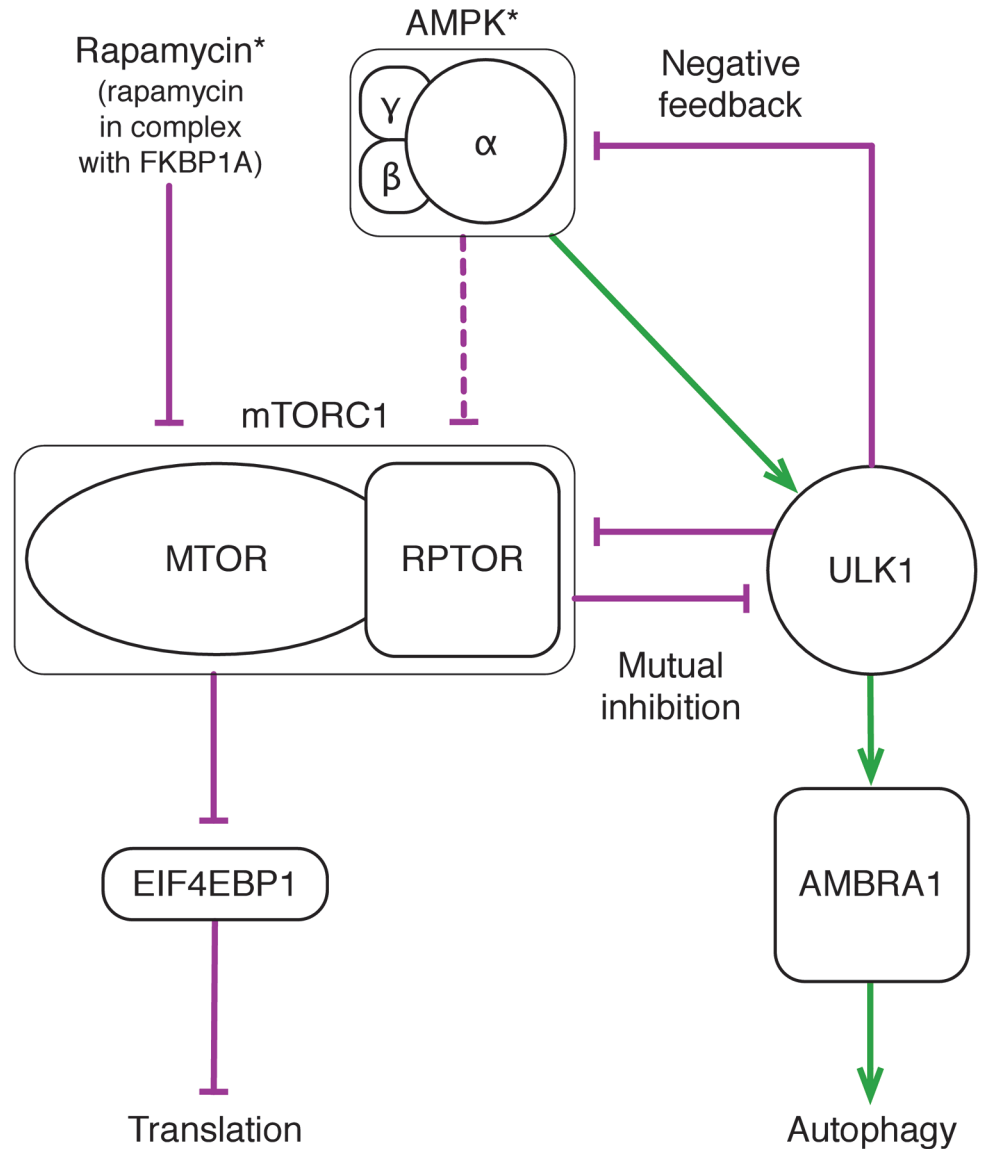 AMPK*
Rapamycin*
(rapamycin
in complex
with FKBP1A)
Negative
feedback
γ
α
β
mTORC1
MTOR
RPTOR
ULK1
Mutual
inhibition
EIF4EBP1
AMBRA1
Translation
Autophagy